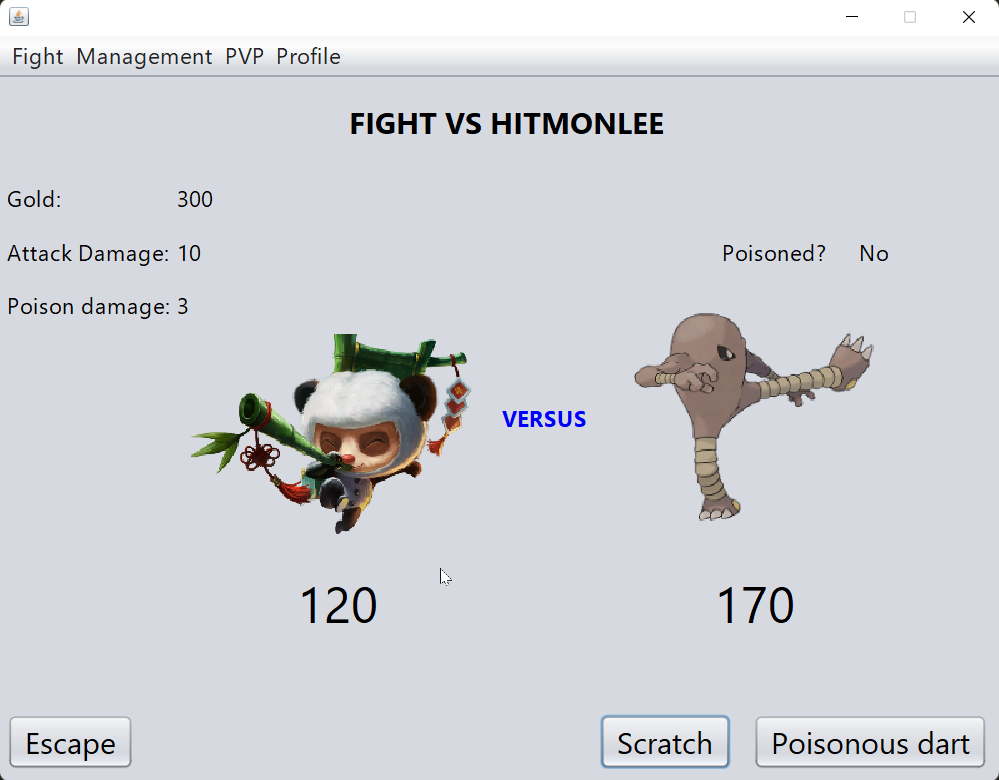 Fight Management PVP Profile
FIGHT VS HITMONLEE
Gold: 300
Attack Damage: 10 Poisoned? No
Poison damage: 3
VERSUS
120 170
Escape Scratch Poisonous dart